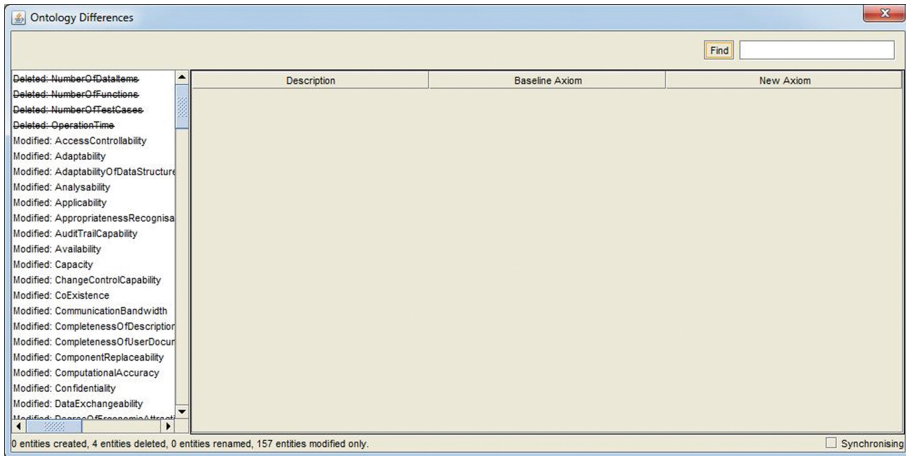 Ontology Differences
Find
Description Baseline Axiom New Axiom
Deleted: NumberOfDataItems
Deleted: NumberOfFunctions
Deleted: NumberOfTestCases
Deleted: OperationTime
Modified: AccessControllability
Modified: Adaptability
Modified: AdaptabilityOfDataStructure
Modified: Analysability
Modified: Applicability
Modified: AppropriatenessRecognisa
Modified: AuditTrailCapability
Modified: Availability
Modified: Capacity
Modified: ChangeControlCapability
Modified: CoExistence
Modified: CommunicationBandwidth
Modified: CompletenessOfDescription
Modified: CompletenessOfUserDocur
Modified: ComponentReplaceability
Modified: ComputationalAccuracy
Modified: Confidentiality
Modified: DataExchangeability
Modified: DegreeOfErgonomicAttracti
0 entities created, 4 entities deleted, 0 entities renamed, 157 entities modified only.
Synchronising